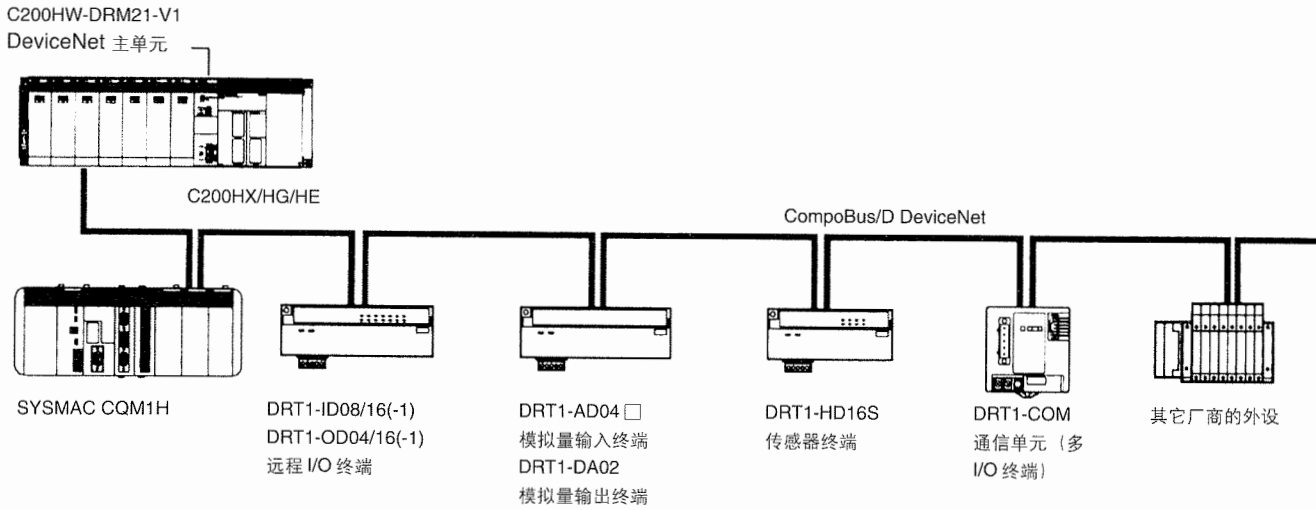 C200HW-DRM21-V1
DeviceNet 主单元
C200HX/HG/HE
CompoBus/D DeviceNet
SYSMAC CQM1H
DRT1-ID08/16(-1)
DRT1-OD04/16(-1)
远程 I/O 终端
DRT1-AD04 □
模拟量输入终端
DRT1-DA02
模拟量输出终端
DRT1-HD16S
传感器终端
DRT1-COM
通信单元（多
I/O 终端）
其它厂商的外设